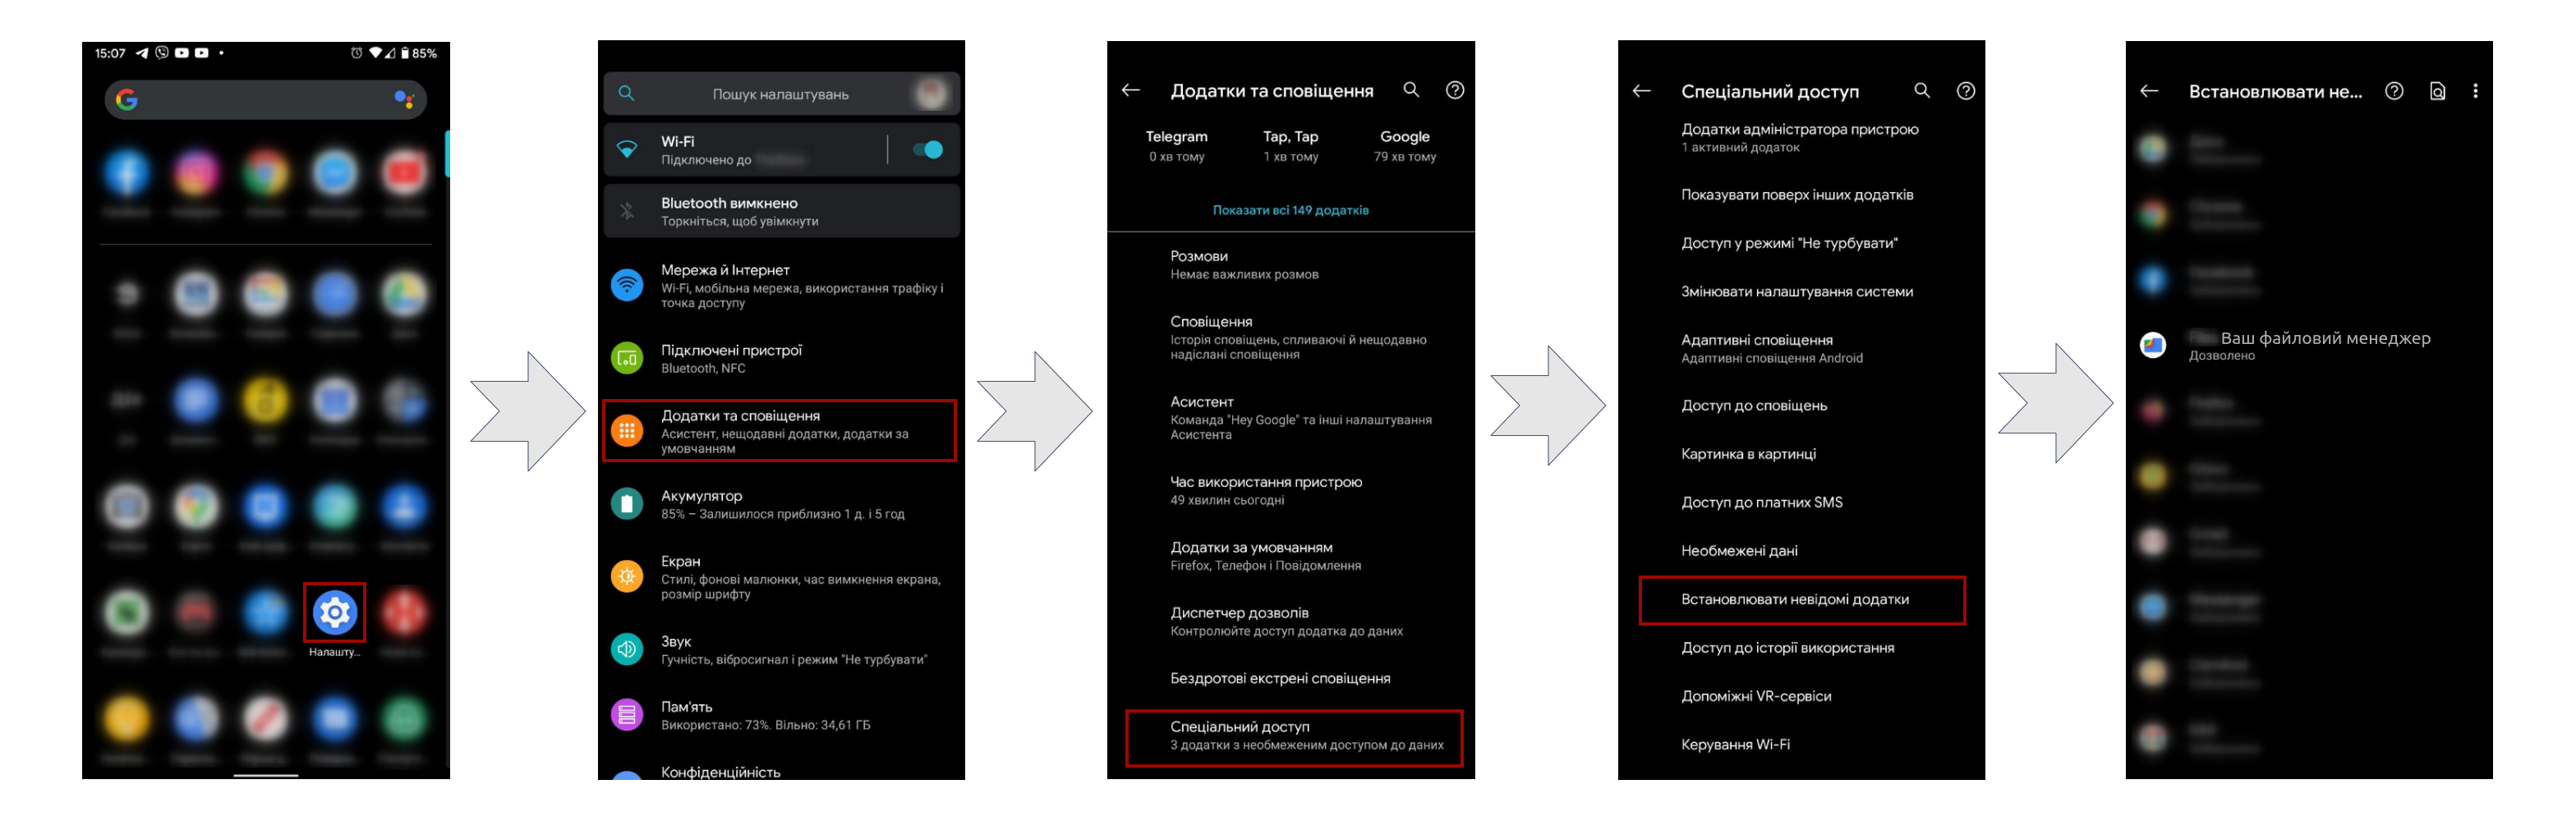 15:07
85%
Налашту...
Пошук налаштувань
Wi-Fi
Підключено до
Bluetooth вимкнено
Торкніться, щоб увімкнути
Мережа й Інтернет
Wi-Fi, мобільна мережа, використання трафіку і
точка доступу
Підключені пристрої
Bluetooth, NFC
Додатки та сповіщення
Асистент, нещодавні додатки, додатки за
умовчанням
Акумулятор
85% – Залишилося приблизно 1 д. і 5 год
Екран
Стилі, фонові малюнки, час вимкнення екрана,
розмір шрифту
Звук
Гучність, вібросигнал і режим "Не турбувати"
Пам'ять
Використано: 73%. Вільно: 34,61 ГБ
Конфіденційність
Додатки та сповіщення
Telegram Tap, Tap Google
0 хв тому 1 хв тому 79 хв тому
Показати всі 149 додатків
Розмови
Немає важливих розмов
Сповіщення
Історія сповіщень, спливаючі й нещодавно
надіслані сповіщення
Асистент
Команда "Hey Google" та інші налаштування
Асистента
Час використання пристрою
49 хвилин сьогодні
Додатки за умовчанням
Firefox, Телефон і Повідомлення
Диспетчер дозволів
Контролюйте доступ додатка до даних
Бездротові екстрені сповіщення
Спеціальний доступ
3 додатки з необмеженим доступом до даних
Спеціальний доступ
Додатки адміністратора пристрою
1 активний додаток
Показувати поверх інших додатків
Доступ у режимі "Не турбувати"
Змінювати налаштування системи
Адаптивні сповіщення
Адаптивні сповіщення Android
Доступ до сповіщень
Картинка в картинці
Доступ до платних SMS
Необмежені дані
Встановлювати невідомі додатки
Доступ до історії використання
Допоміжні VR-сервіси
Керування Wi-Fi
Встановлювати не...
Ваш файловий менеджер
Дозволено